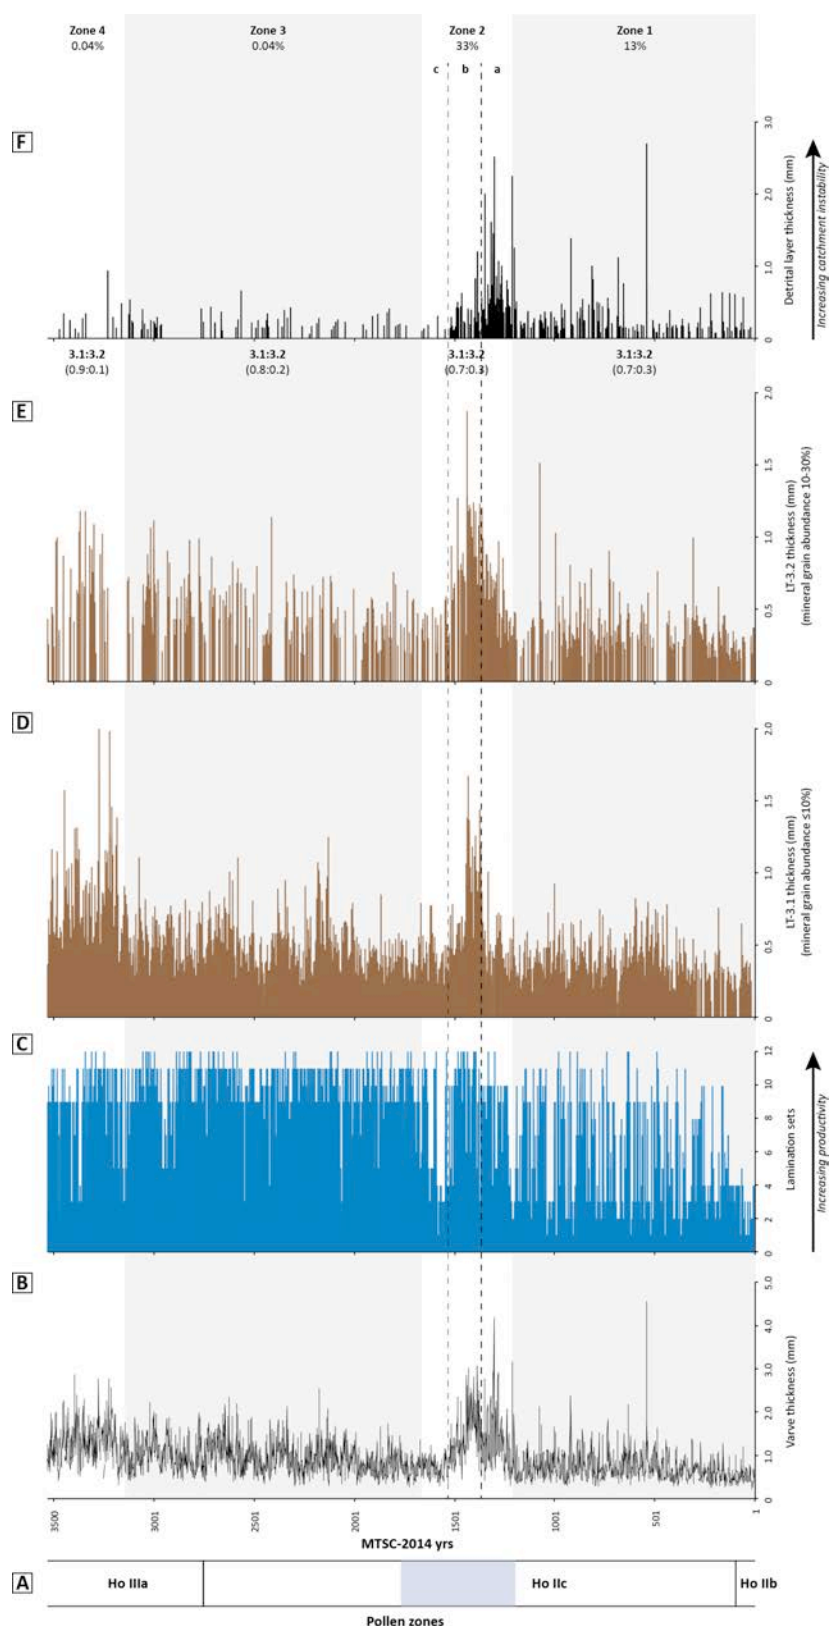 Zone 4
0.04%
Zone 3
0.04%
Zone 2
33%
Zone 1
13%
c
b
a
F
3.0
2.0
1.0
0
Detrital layer thickness (mm)
Increasing catchment instability
3.1:3.2
(0.9:0.1)
3.1:3.2
(0.8:0.2)
3.1:3.2
(0.7:0.3)
3.1:3.2
(0.7:0.3)
E
2.0
1.5
1.0
0.5
0
LT-3.2 thickness (mm)
(mineral grain abundance 10-30%)
D
2.0
1.5
1.0
0.5
0
LT-3.1 thickness (mm)
(mineral grain abundance ≤10%)
C
12
10
8
6
4
2
0
Lamination sets
Increasing productivity
B
5.0
4.0
3.0
2.0
1.0
0
Varve thickness (mm)
3500
3001
2501
2001
1501
1001
501
1
MTSC-2014 yrs
A
Ho IIIa
Ho IIc
Ho IIb
Pollen zones